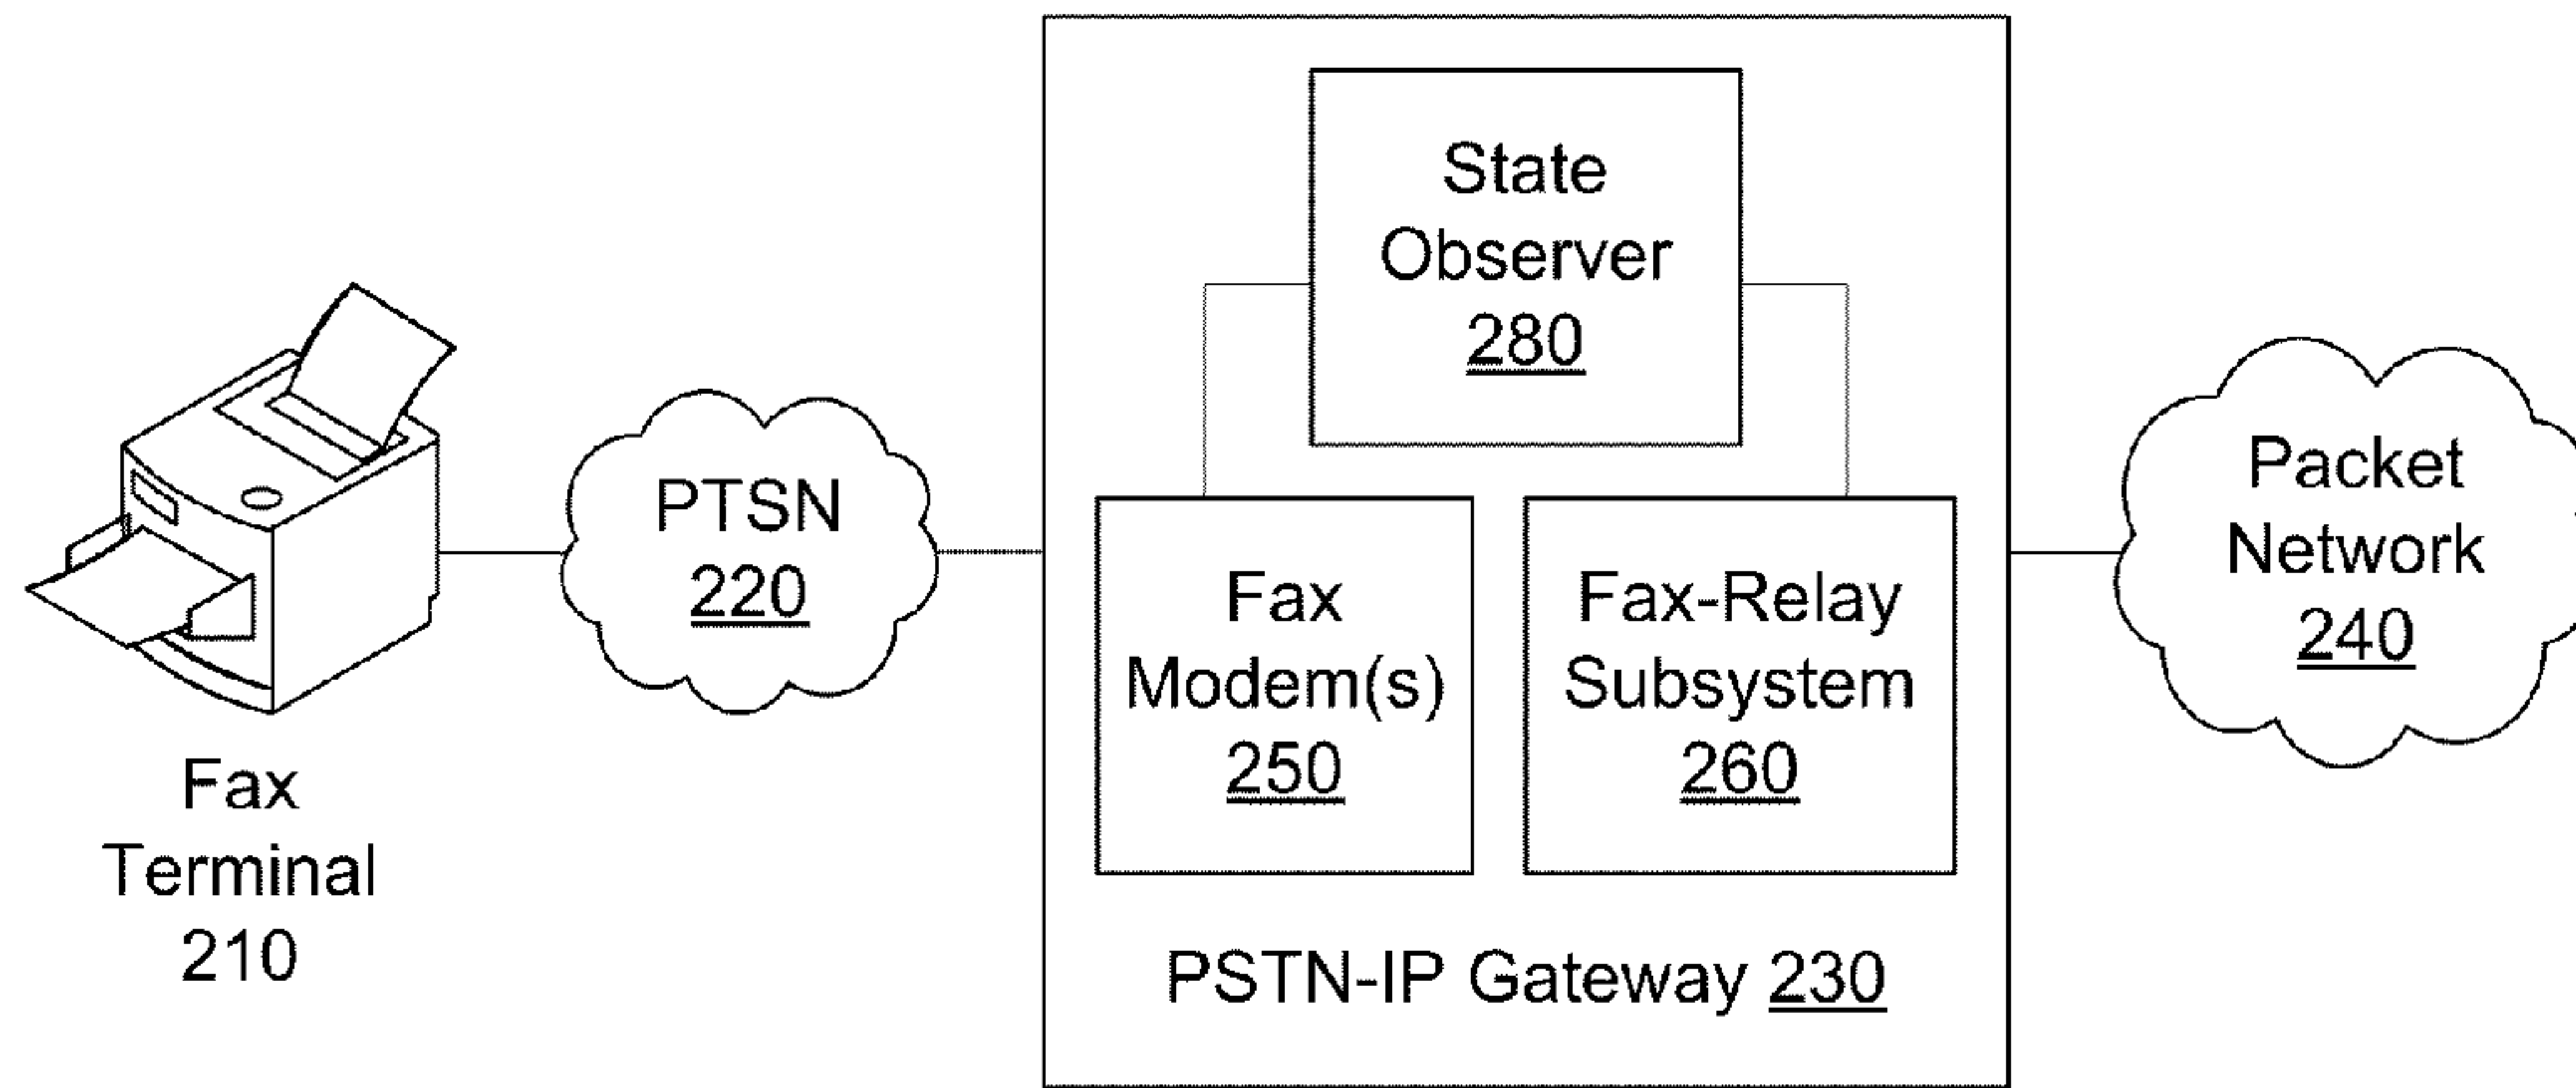 State
Observer
280
PTSN
220
Fax
Modem(s)
250
Fax-Relay
Subsystem
260
Packet
Network
240
Fax
Terminal
210
PSTN-IP Gateway 230